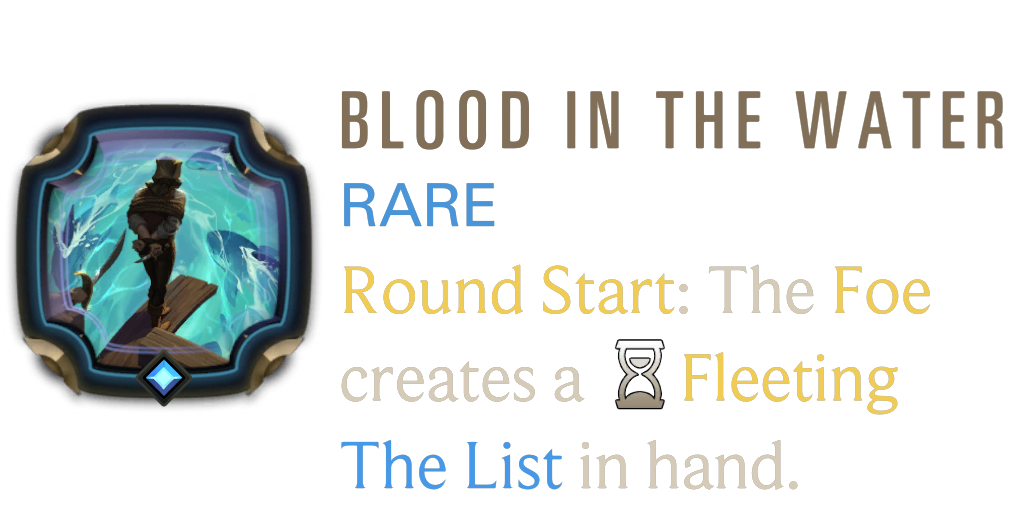 BLOOD IN THE WATER
RARE
Round Start: The Foe
creates a Fleeting
The List in hand.